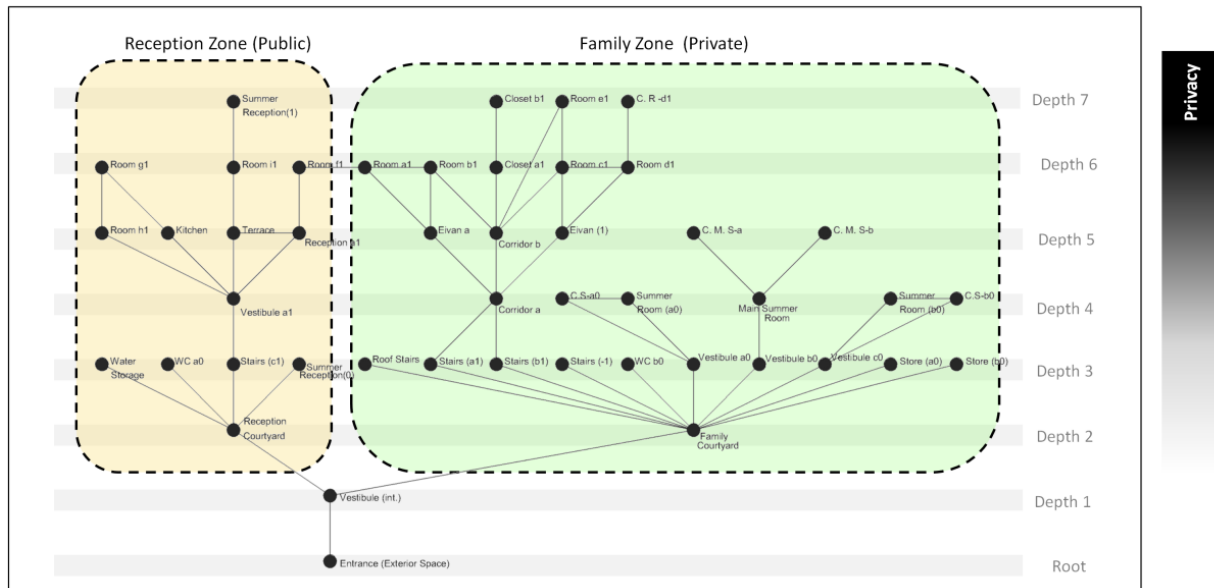 Reception Zone (Public)
Family Zone (Private)
Privacy
Summer
Reception(1)
Closet b1
Room e1
C. R -d1
Depth 7
Room g1
Room i1
Room f1
Room a1
Room b1
Closet a1
Room c1
Room d1
Depth 6
Room h1
Kitchen
Terrace
Reception a1
Eivan a
Corridor b
Eivan (1)
C. M. S-a
C. M. S-b
Depth 5
Vestibule a1
Corridor a
C.S-a0
Summer
Room (a0)
Main Summer
Room
Summer
Room (b0)
C.S-b0
Depth 4
Water
Storage
WC a0
Stairs (c1)
Summer
Reception(0)
Roof Stairs
Stairs (a1)
Stairs (b1)
Stairs (-1)
WC b0
Vestibule a0
Vestibule b0
Vestibule c0
Store (a0)
Store (b0)
Depth 3
Reception
Courtyard
Family
Courtyard
Depth 2
Vestibule (int.)
Depth 1
Entrance (Exterior Space)
Root